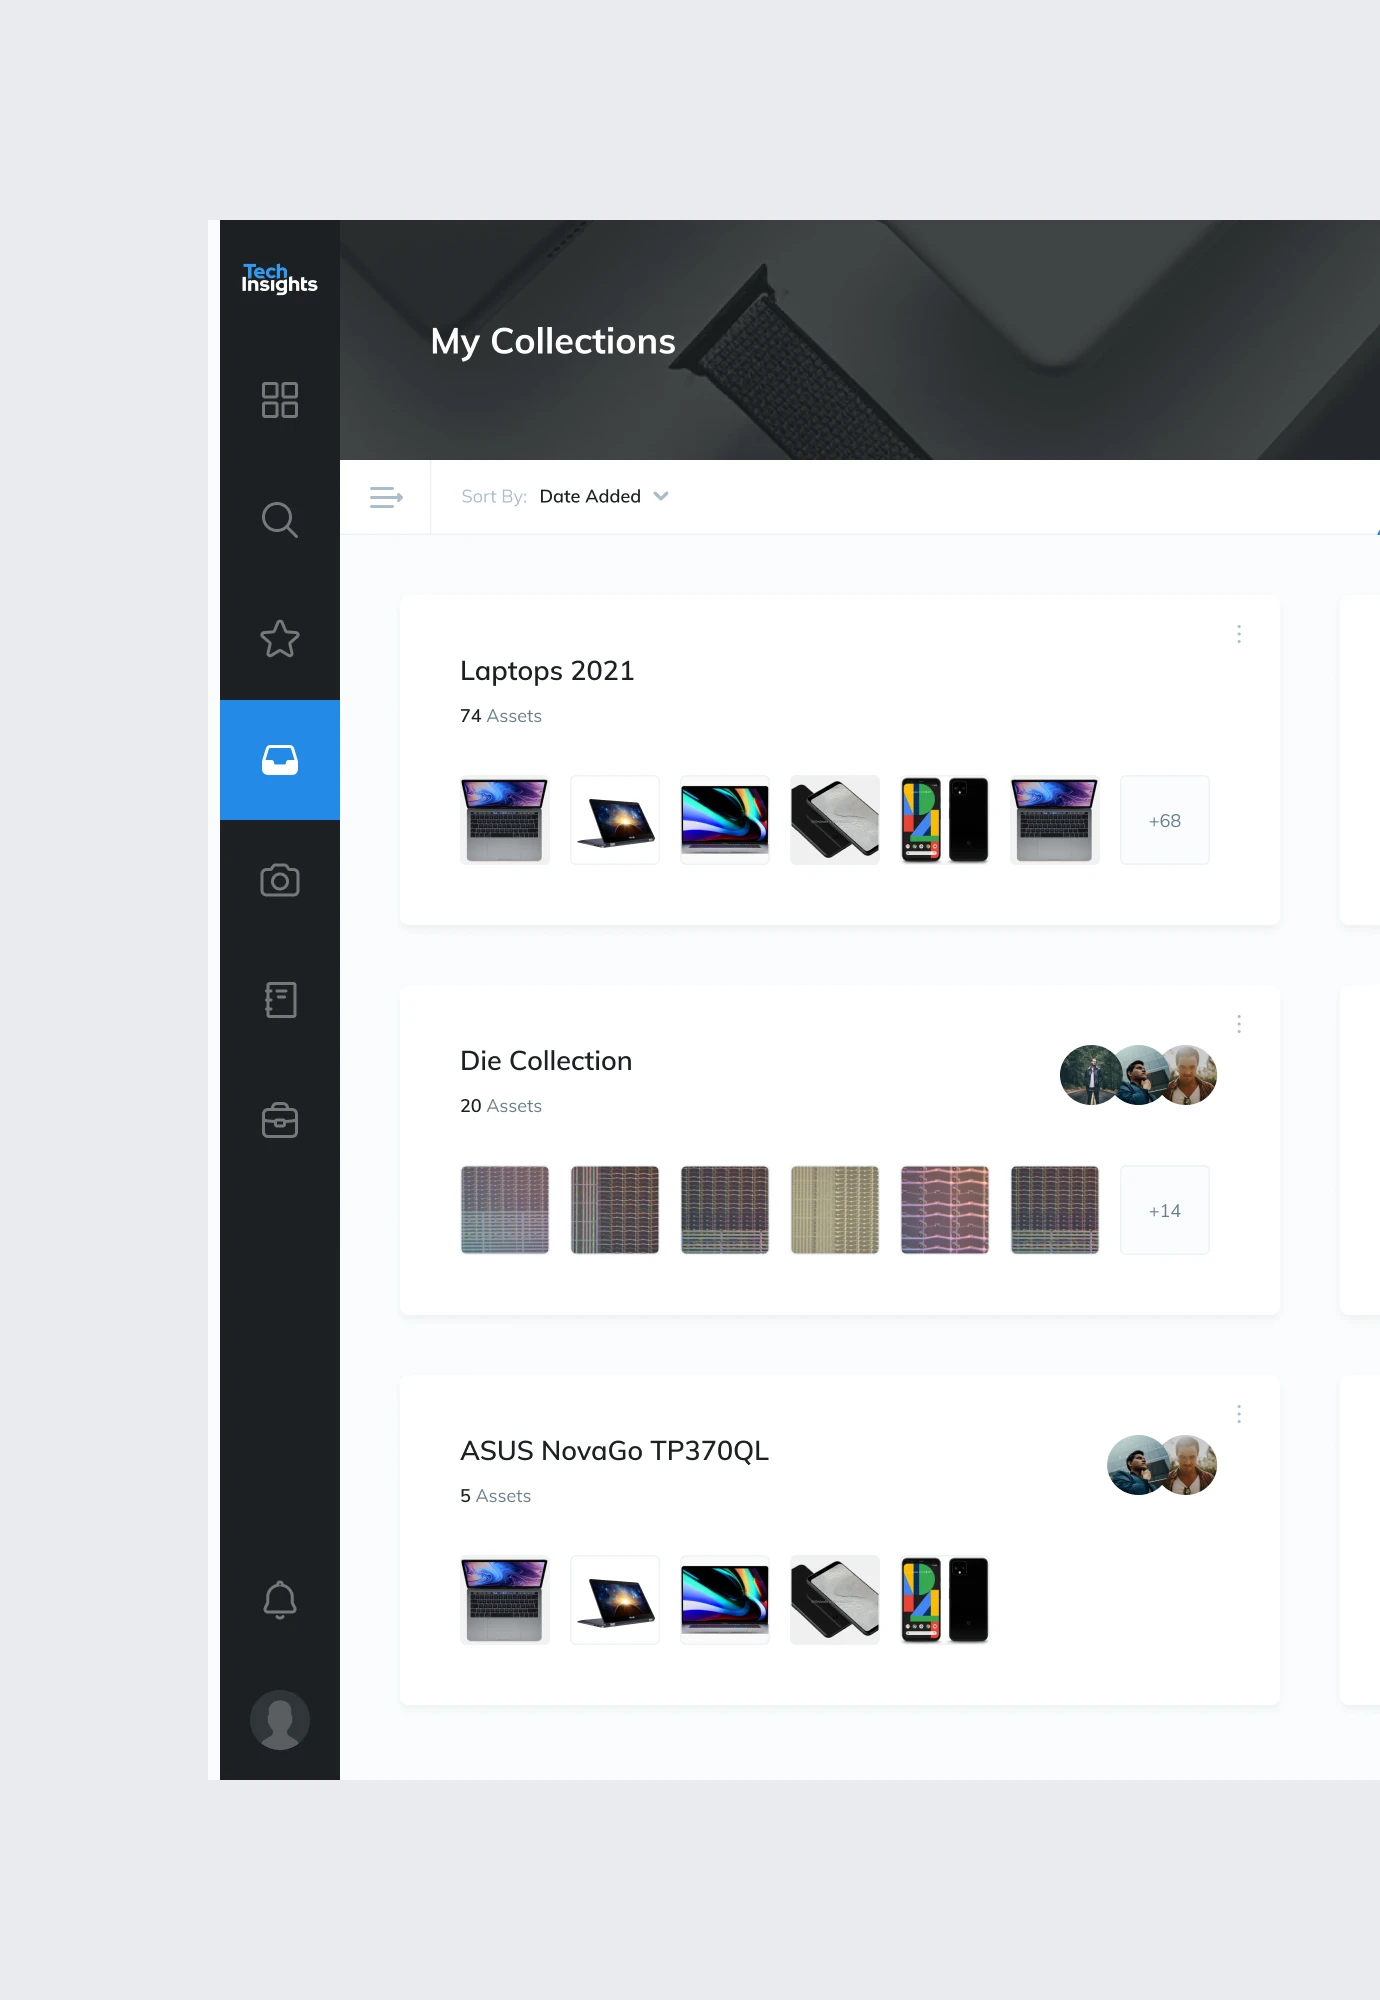 Tech
Insights
My Collections
Sort By: Date Added
Laptops 2021
74 Assets
+68
Die Collection
20 Assets
+14
ASUS NovaGo TP370QL
5 Assets